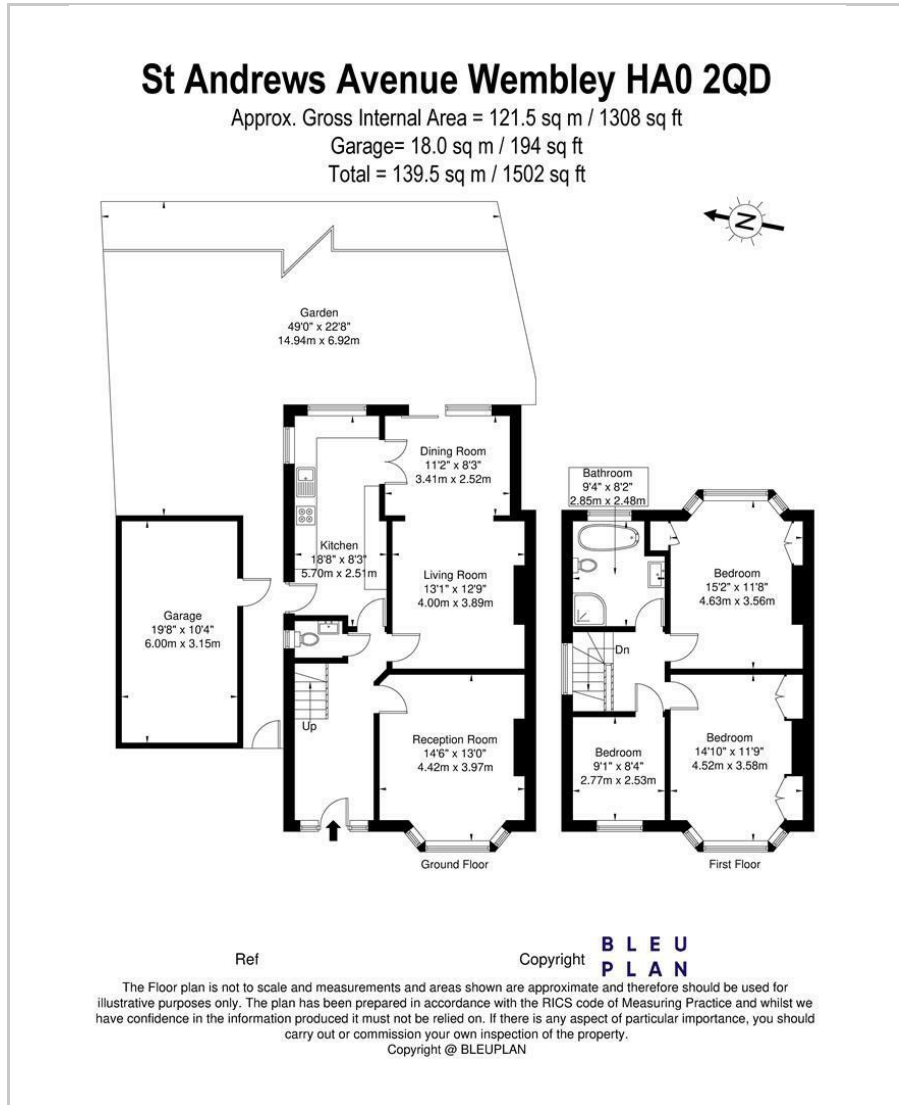 St Andrews Avenue Wembley HA0 2QD
Approx. Gross Internal Area = 121.5 sq m / 1308 sq ft
Garage= 18.0 sq m / 194 sq ft
Total = 139.5 sq m / 1502 sq ft
N
Garden
49'0" x 22'8"
14.94m x 6.92m
Dining Room
11'2" x 8'3"
3.41m x 2.52m
Kitchen
18'8" x 8'3"
5.70m x 2.51m
Living Room
13'1" x 12'9"
4.00m x 3.89m
Garage
19'8" x 10'4"
6.00m x 3.15m
Up
Reception Room
14'6" x 13'0"
4.42m x 3.97m
Ground Floor
Bathroom
9'4" x 8'2"
2.85m x 2.48m
Bedroom
15'2" x 11'8"
4.63m x 3.56m
Dn
Bedroom
9'1" x 8'4"
2.77m x 2.53m
Bedroom
14'10" x 11'9"
4.52m x 3.58m
First Floor
Ref
Copyright
BLEU
PLAN
The Floor plan is not to scale and measurements and areas shown are approximate and therefore should be used for
illustrative purposes only. The plan has been prepared in accordance with the RICS code of Measuring Practice and whilst we
have confidence in the information produced it must not be relied on. If there is any aspect of particular importance, you should
carry out or commission your own inspection of the property.
Copyright @ BLEUPLAN